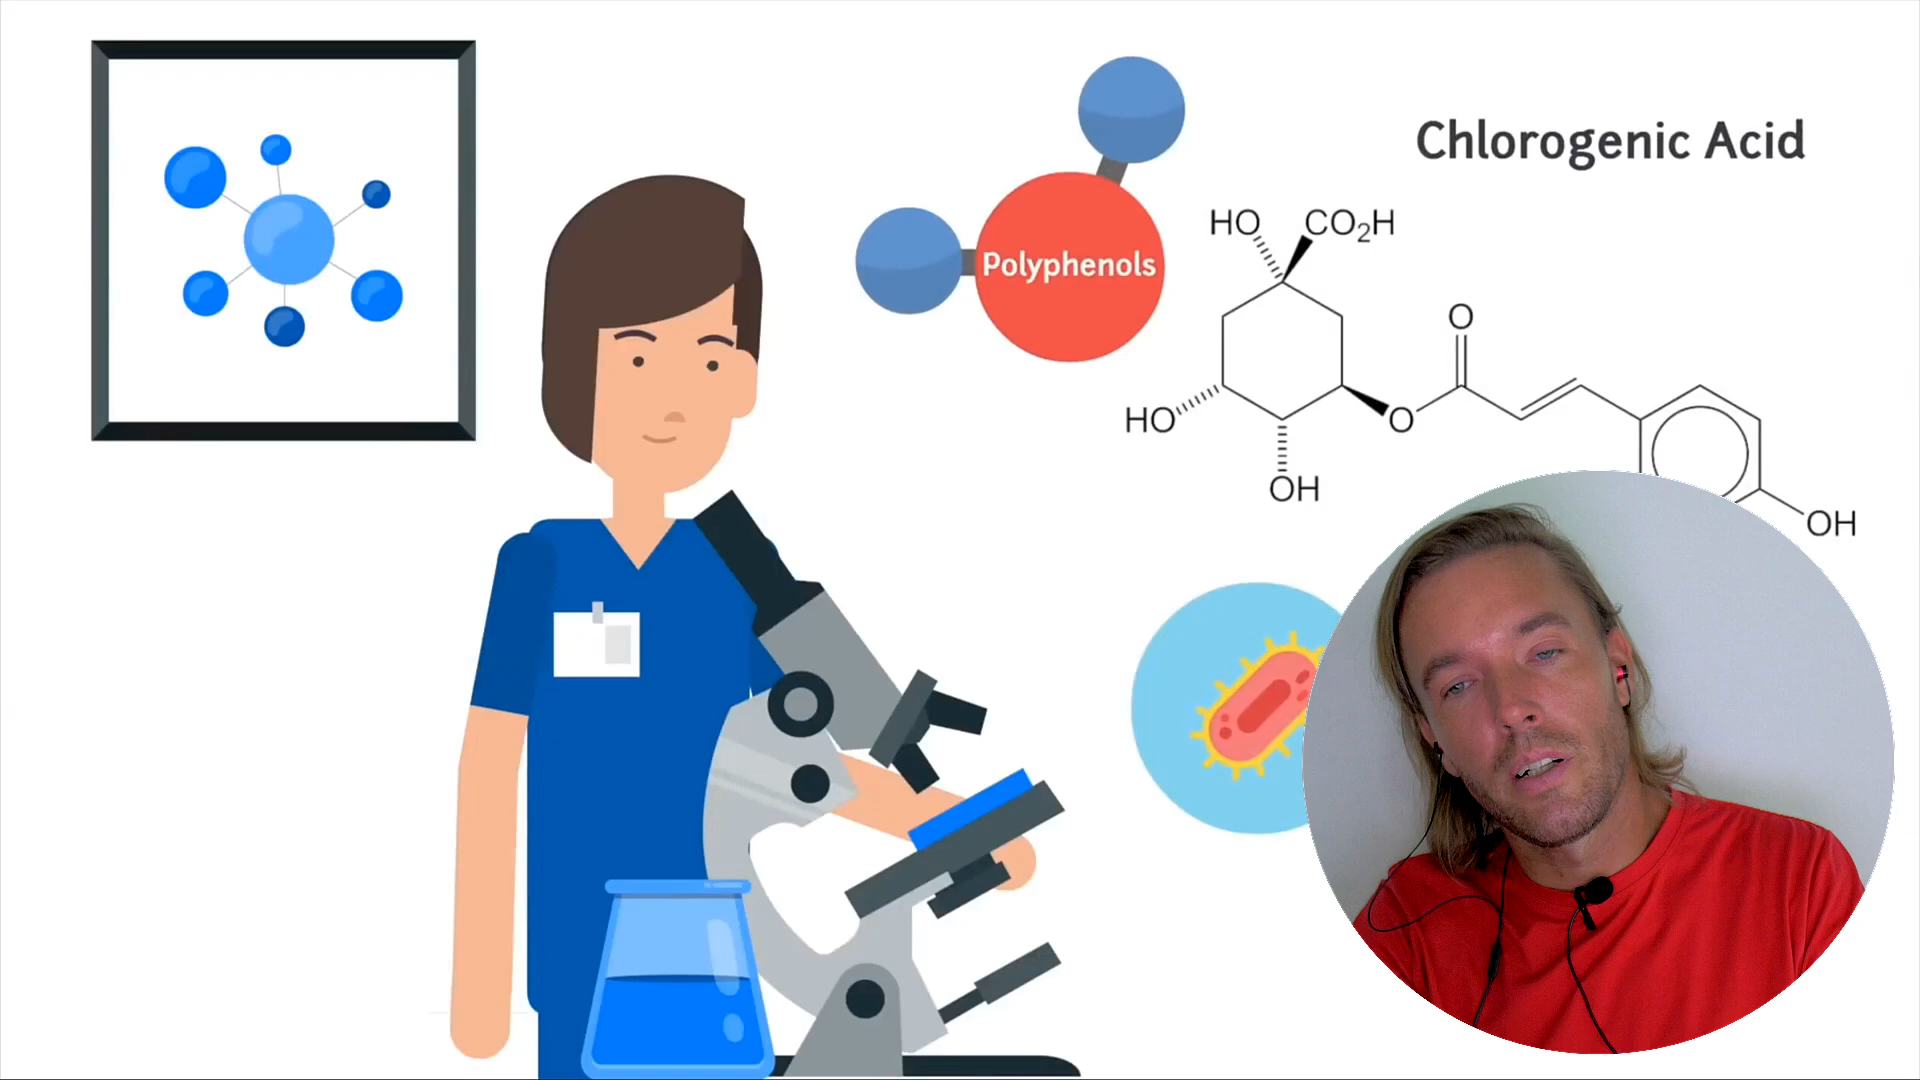 Chlorogenic Acid
Polyphenols
HO
CO₂H
O
HO
O
OH
OH